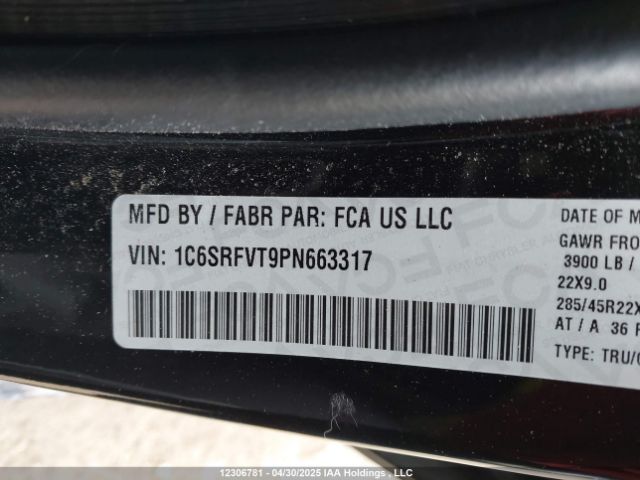 MFD BY / FABR PAR: FCA US LLC
VIN: 1C6SRFVT9PN663317
DATE OF M
GAWR FRO
3900 LB /
22X9.0
285/45R22X
AT / A 36 P
TYPE: TRU/C
12306781 - 04/30/2025 IAA Holdings , LLC